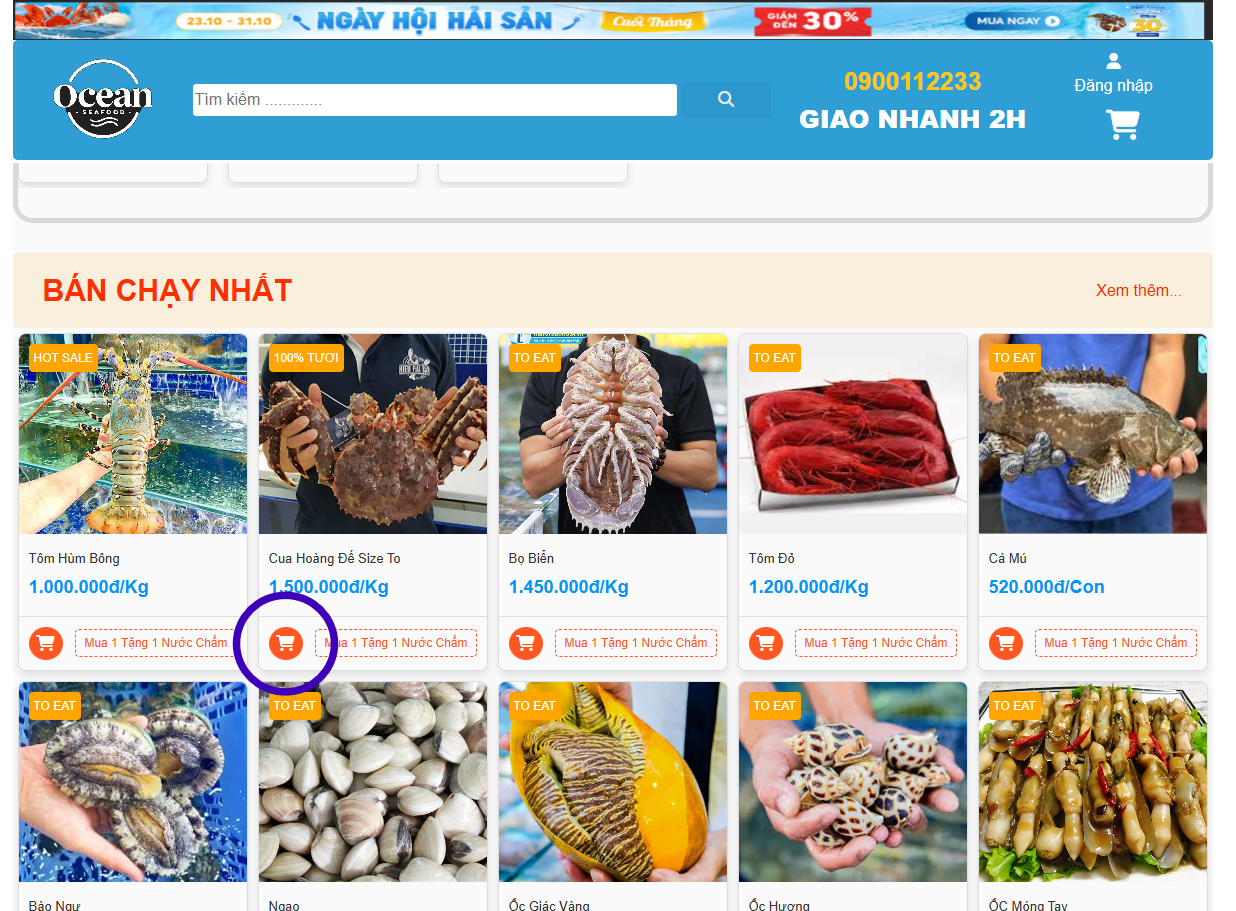 23.10 - 31.10
NGÀY HỘI HẢI SẢN
Cuối Tháng
GIẢM ĐẾN 30%
MUA NGAY
Ocean
SEAFOOD
Tìm kiếm .............
0900112233
GIAO NHANH 2H
Đăng nhập
BÁN CHẠY NHẤT
Xem thêm...
HOT SALE
100% TƯƠI
TO EAT
TO EAT
TO EAT
Tôm Hùm Bông
Cua Hoàng Đế Size To
Bọ Biển
Tôm Đỏ
Cá Mú
1.000.000đ/Kg
1.500.000đ/Kg
1.450.000đ/Kg
1.200.000đ/Kg
520.000đ/Con
Mua 1 Tặng 1 Nước Chấm
Mua 1 Tặng 1 Nước Chấm
Mua 1 Tặng 1 Nước Chấm
Mua 1 Tặng 1 Nước Chấm
Mua 1 Tặng 1 Nước Chấm
TO EAT
TO EAT
TO EAT
TO EAT
TO EAT
Bào Ngư
Ngao
Ốc Giác Vàng
Ốc Hương
ỐC Móng Tay